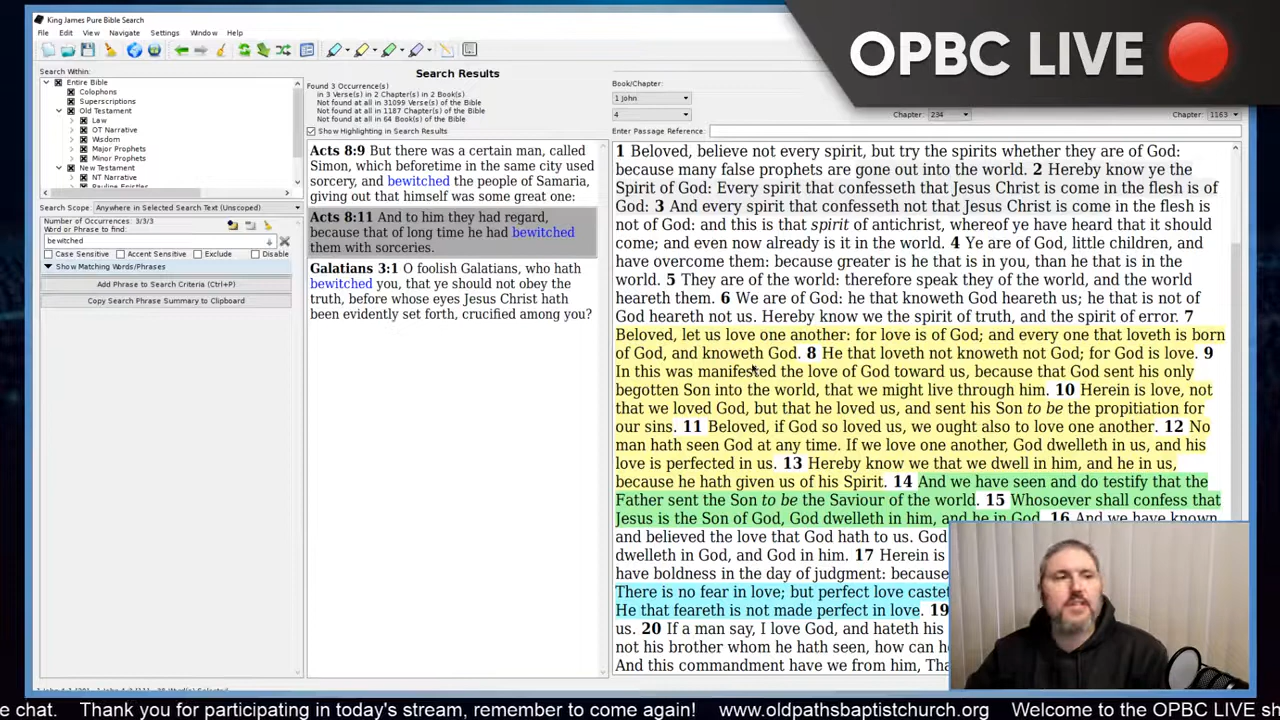 King James Pure Bible Search
OPBC LIVE
File Edit View Navigate Settings Window Help
Search Within:
Entire Bible
Colophons
Superscriptions
Old Testament
Law
OT Narrative
Wisdom
Major Prophets
Minor Prophets
New Testament
NT Narrative
Pauline Epistles
Search Scope: Anywhere in Selected Search Text (Unscoped)
Number of Occurrences: 3/3/3
Word or Phrase to find:
bewitched
Case Sensitive Accent Sensitive Exclude Disable
Show Matching Words/Phrases
Add Phrase to Search Criteria (Ctrl+P)
Copy Search Phrase Summary to Clipboard
Search Results
Found 3 Occurrence(s)
in 3 Verse(s) in 2 Chapter(s) in 2 Book(s)
Not found at all in 31099 Verse(s) of the Bible
Not found at all in 1187 Chapter(s) of the Bible
Not found at all in 64 Book(s) of the Bible
Show Highlighting in Search Results
Acts 8:9 But there was a certain man, called
Simon, which beforetime in the same city used
sorcery, and bewitched the people of Samaria,
giving out that himself was some great one:
Acts 8:11 And to him they had regard,
because that of long time he had bewitched
them with sorceries.
Galatians 3:1 O foolish Galatians, who hath
bewitched you, that ye should not obey the
truth, before whose eyes Jesus Christ hath
been evidently set forth, crucified among you?
Book/Chapter:
1 John
4
Chapter: 234
Chapter: 1163
Enter Passage Reference:
1 Beloved, believe not every spirit, but try the spirits whether they are of God:
because many false prophets are gone out into the world. 2 Hereby know ye the
Spirit of God: Every spirit that confesseth that Jesus Christ is come in the flesh is of
God: 3 And every spirit that confesseth not that Jesus Christ is come in the flesh is
not of God: and this is that spirit of antichrist, whereof ye have heard that it should
come; and even now already is it in the world. 4 Ye are of God, little children, and
have overcome them: because greater is he that is in you, than he that is in the
world. 5 They are of the world: therefore speak they of the world, and the world
heareth them. 6 We are of God: he that knoweth God heareth us; he that is not of
God heareth not us. Hereby know we the spirit of truth, and the spirit of error. 7
Beloved, let us love one another: for love is of God; and every one that loveth is born
of God, and knoweth God. 8 He that loveth not knoweth not God; for God is love. 9
In this was manifested the love of God toward us, because that God sent his only
begotten Son into the world, that we might live through him. 10 Herein is love, not
that we loved God, but that he loved us, and sent his Son to be the propitiation for
our sins. 11 Beloved, if God so loved us, we ought also to love one another. 12 No
man hath seen God at any time. If we love one another, God dwelleth in us, and his
love is perfected in us. 13 Hereby know we that we dwell in him, and he in us,
because he hath given us of his Spirit. 14 And we have seen and do testify that the
Father sent the Son to be the Saviour of the world. 15 Whosoever shall confess that
Jesus is the Son of God, God dwelleth in him, and he in God. 16 And we have known
and believed the love that God hath to us. God
dwelleth in God, and God in him. 17 Herein is
have boldness in the day of judgment: because
There is no fear in love; but perfect love caste
He that feareth is not made perfect in love. 19
us. 20 If a man say, I love God, and hateth his
not his brother whom he hath seen, how can h
And this commandment have we from him, Tha
e chat. Thank you for participating in today's stream, remember to come again! www.oldpathsbaptistchurch.org Welcome to the OPBC LIVE sh